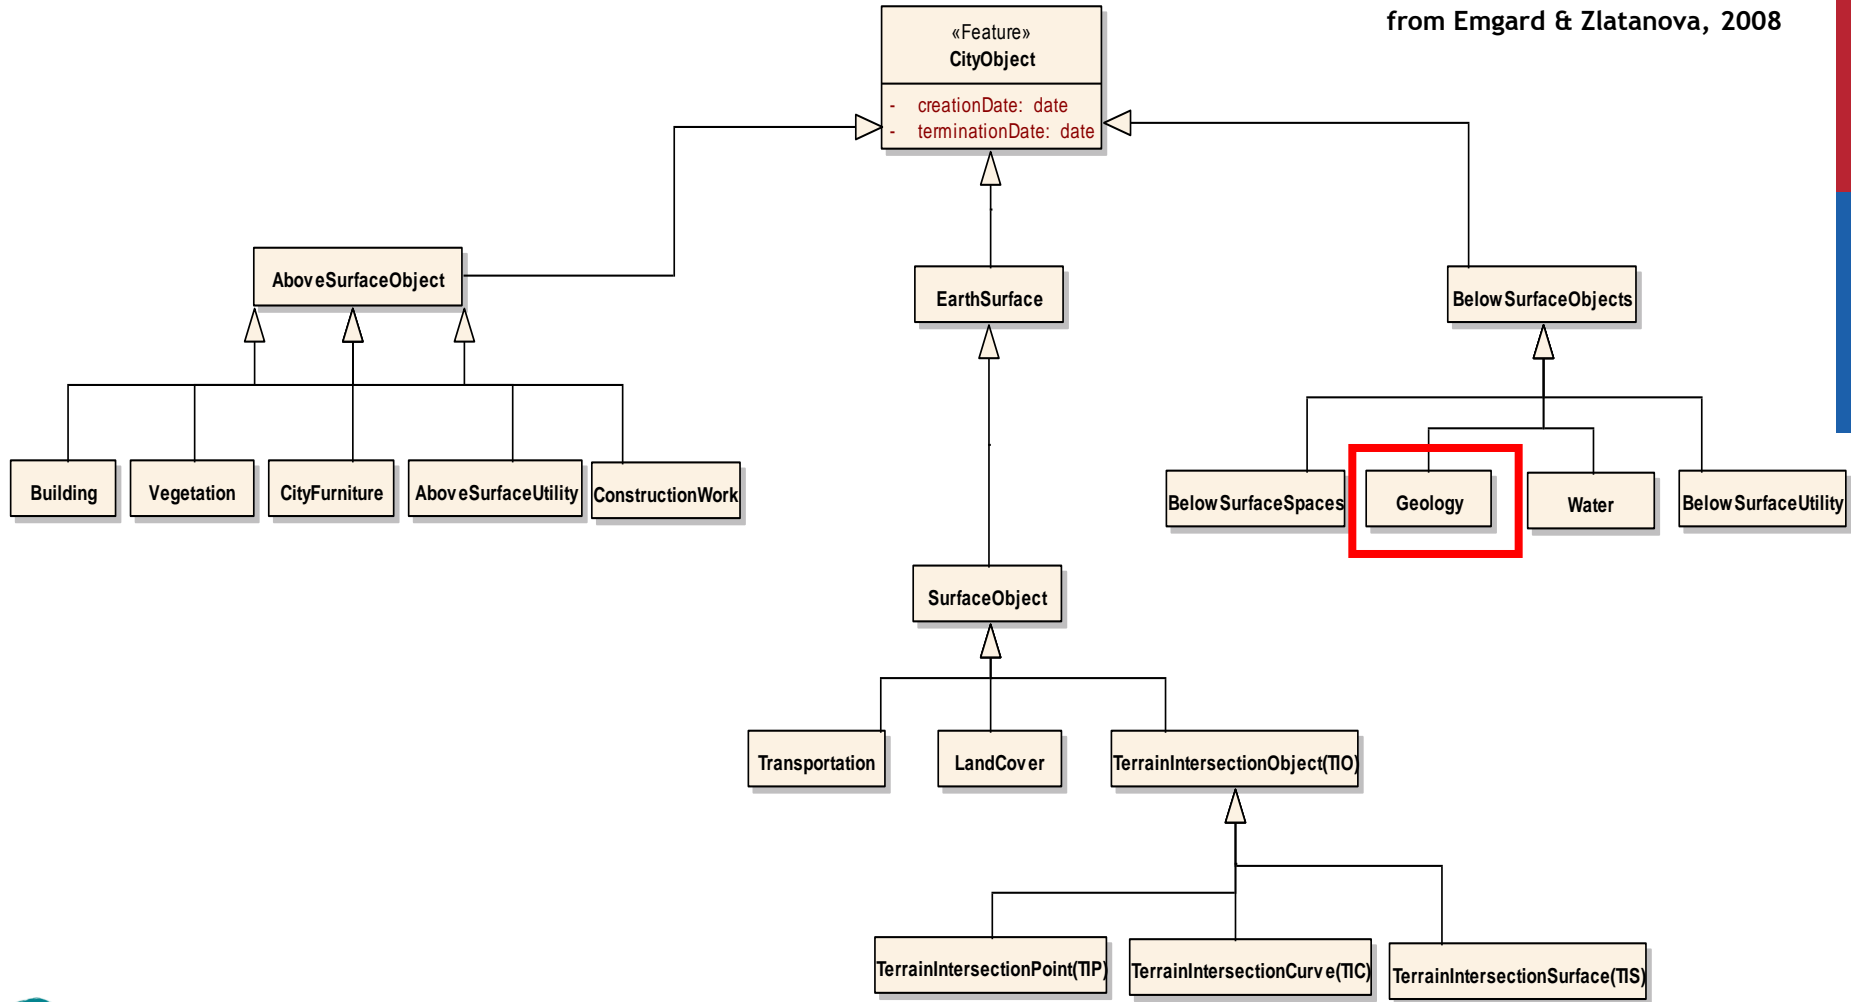 from Emgard & Zlatanova, 2008
«Feature»
CityObject
- creationDate: date
- terminationDate: date
AboveSurfaceObject
EarthSurface
BelowSurfaceObjects
Building
Vegetation
CityFurniture
AboveSurfaceUtility
ConstructionWork
BelowSurfaceSpaces
Geology
Water
BelowSurfaceUtility
SurfaceObject
Transportation
LandCover
TerrainIntersectionObject(TIO)
TerrainIntersectionPoint(TIP)
TerrainIntersectionCurve(TIC)
TerrainIntersectionSurface(TIS)